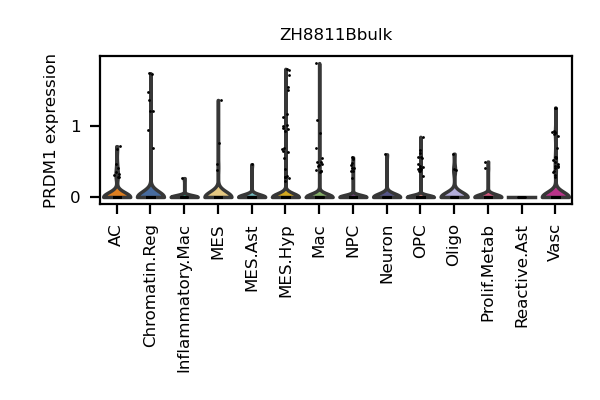 ZH8811Bbulk
PRDM1 expression
1
0
AC
Chromatin.Reg
Inflammatory.Mac
MES
MES.Ast
MES.Hyp
Mac
NPC
Neuron
OPC
Oligo
Prolif.Metab
Reactive.Ast
Vasc